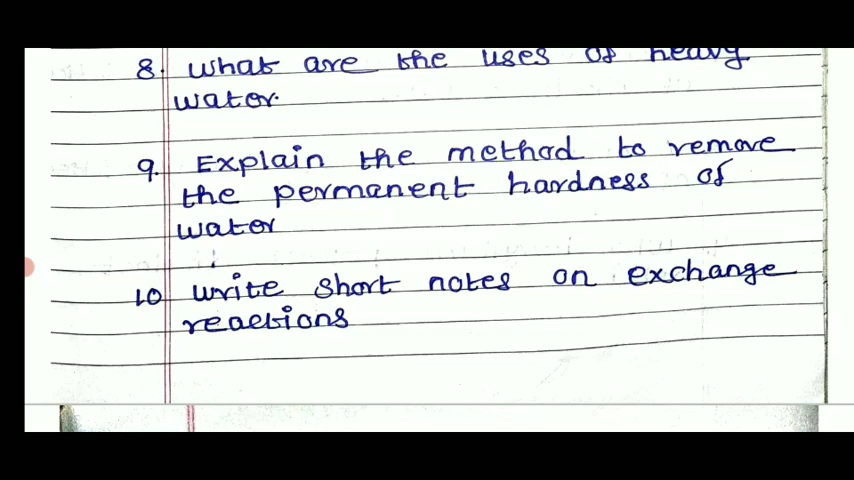 8. What are the uses of heavy
water.
9. Explain the method to remove
the permanent hardness of
water
10 Write short notes on exchange
reactions